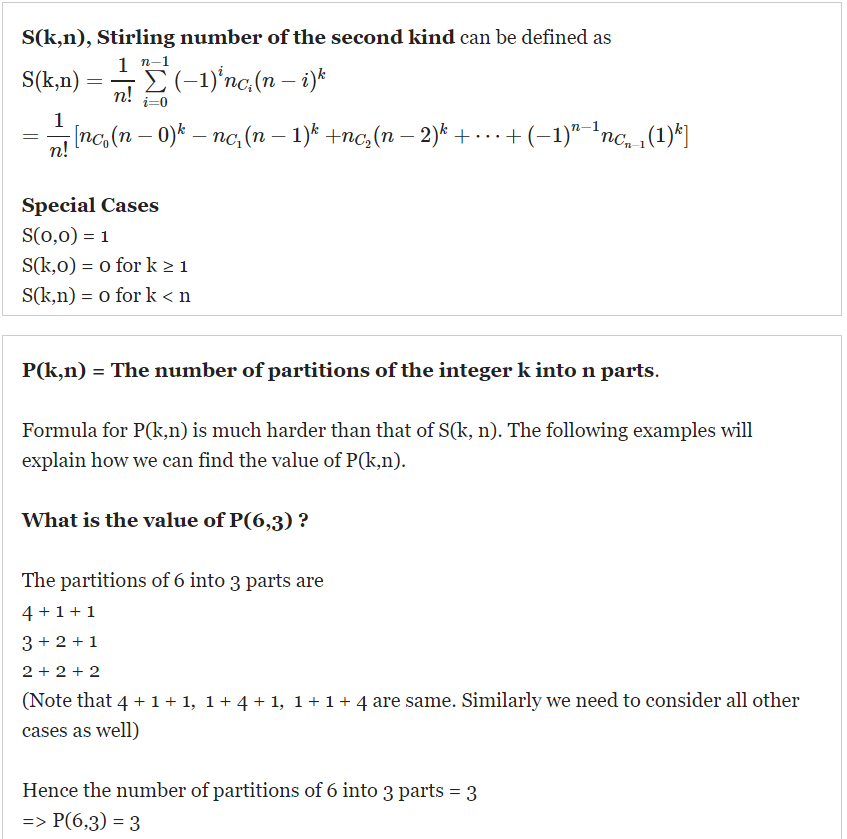 S(k,n), Stirling number of the second kind can be defined as
S(k,n) = \frac{1}{n!} \sum_{i=0}^{n-1} (-1)^i n_{C_i} (n - i)^k
= \frac{1}{n!} [n_{C_0}(n - 0)^k - n_{C_1}(n - 1)^k + n_{C_2}(n - 2)^k + \cdots + (-1)^{n-1} n_{C_{n-1}}(1)^k]
Special Cases
S(0,0) = 1
S(k,0) = 0 for k ≥ 1
S(k,n) = 0 for k < n
P(k,n) = The number of partitions of the integer k into n parts.
Formula for P(k,n) is much harder than that of S(k, n). The following examples will
explain how we can find the value of P(k,n).
What is the value of P(6,3) ?
The partitions of 6 into 3 parts are
4 + 1 + 1
3 + 2 + 1
2 + 2 + 2
(Note that 4 + 1 + 1, 1 + 4 + 1, 1 + 1 + 4 are same. Similarly we need to consider all other
cases as well)
Hence the number of partitions of 6 into 3 parts = 3
=> P(6,3) = 3